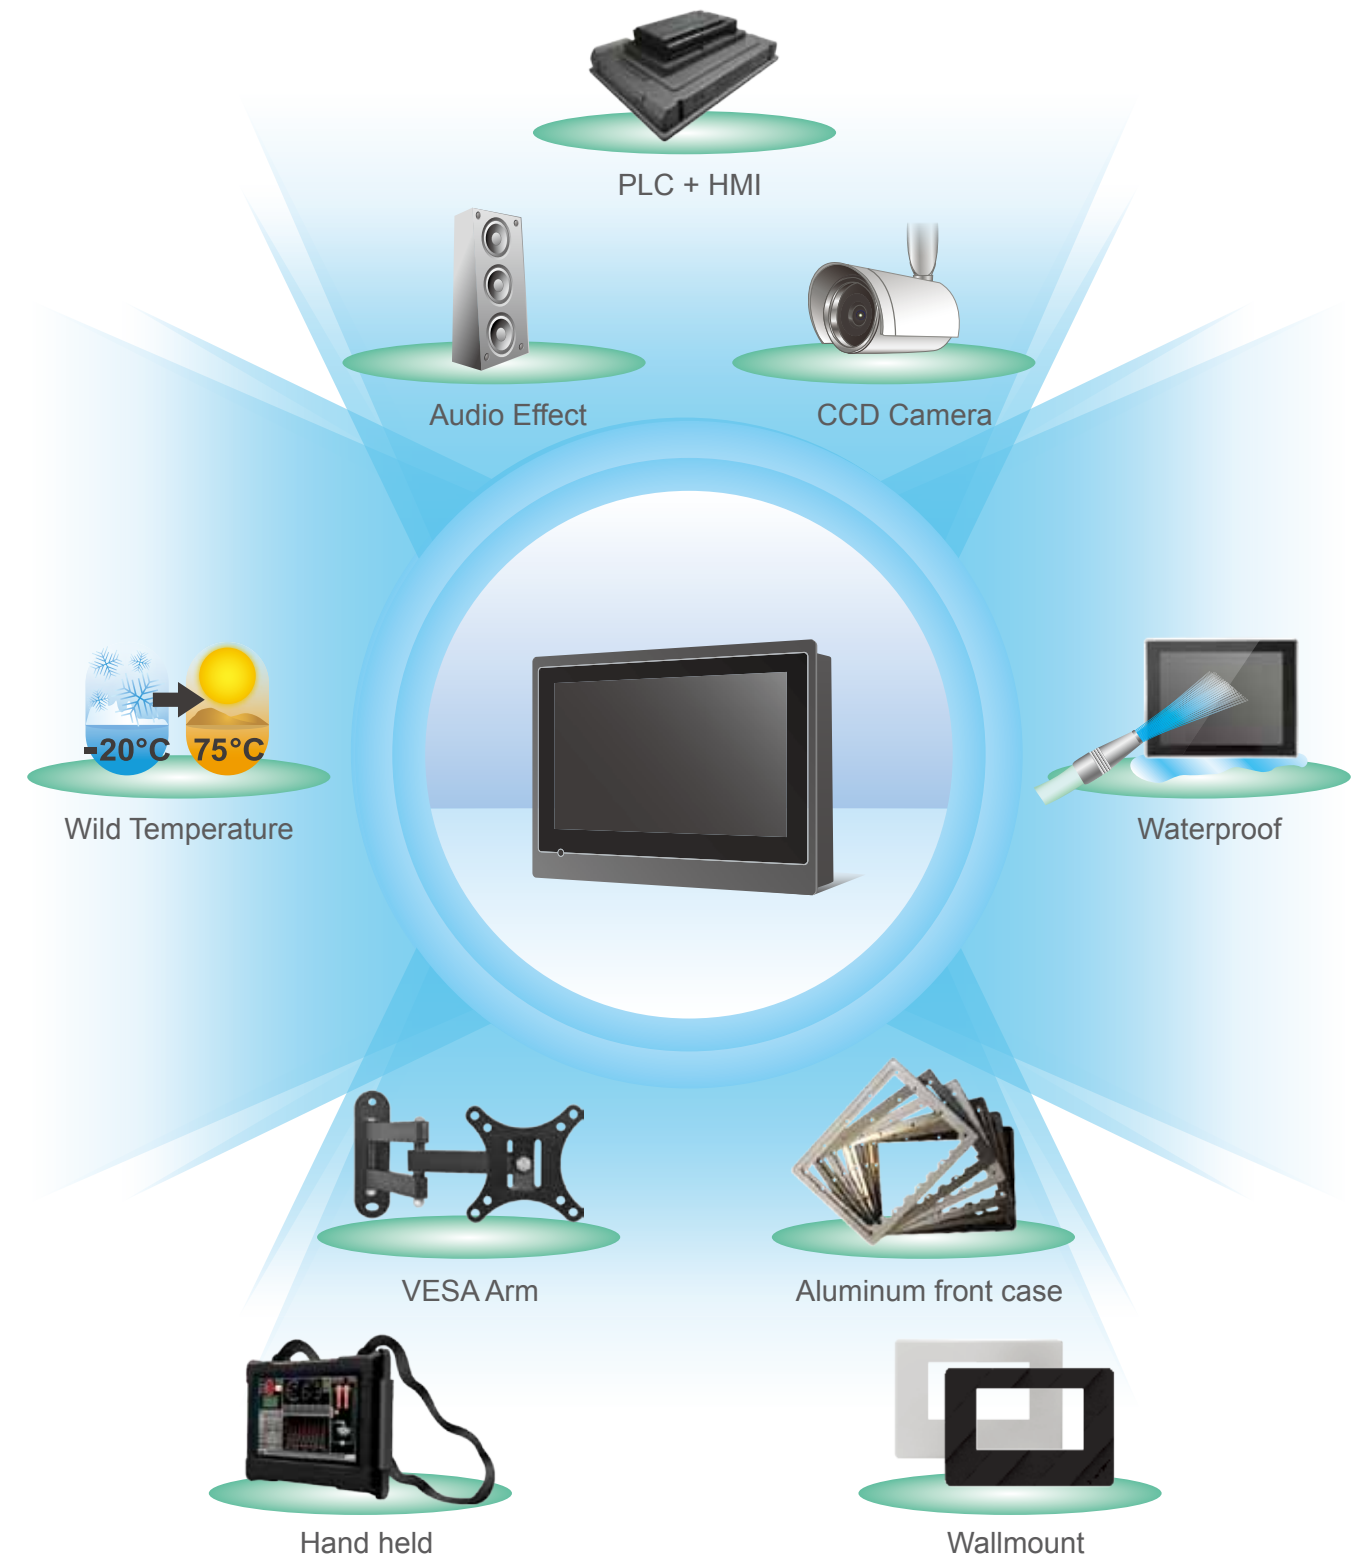 PLC + HMI
Audio Effect
CCD Camera
-20°C
75°C
Wild Temperature
Waterproof
VESA Arm
Aluminum front case
Hand held
Wallmount